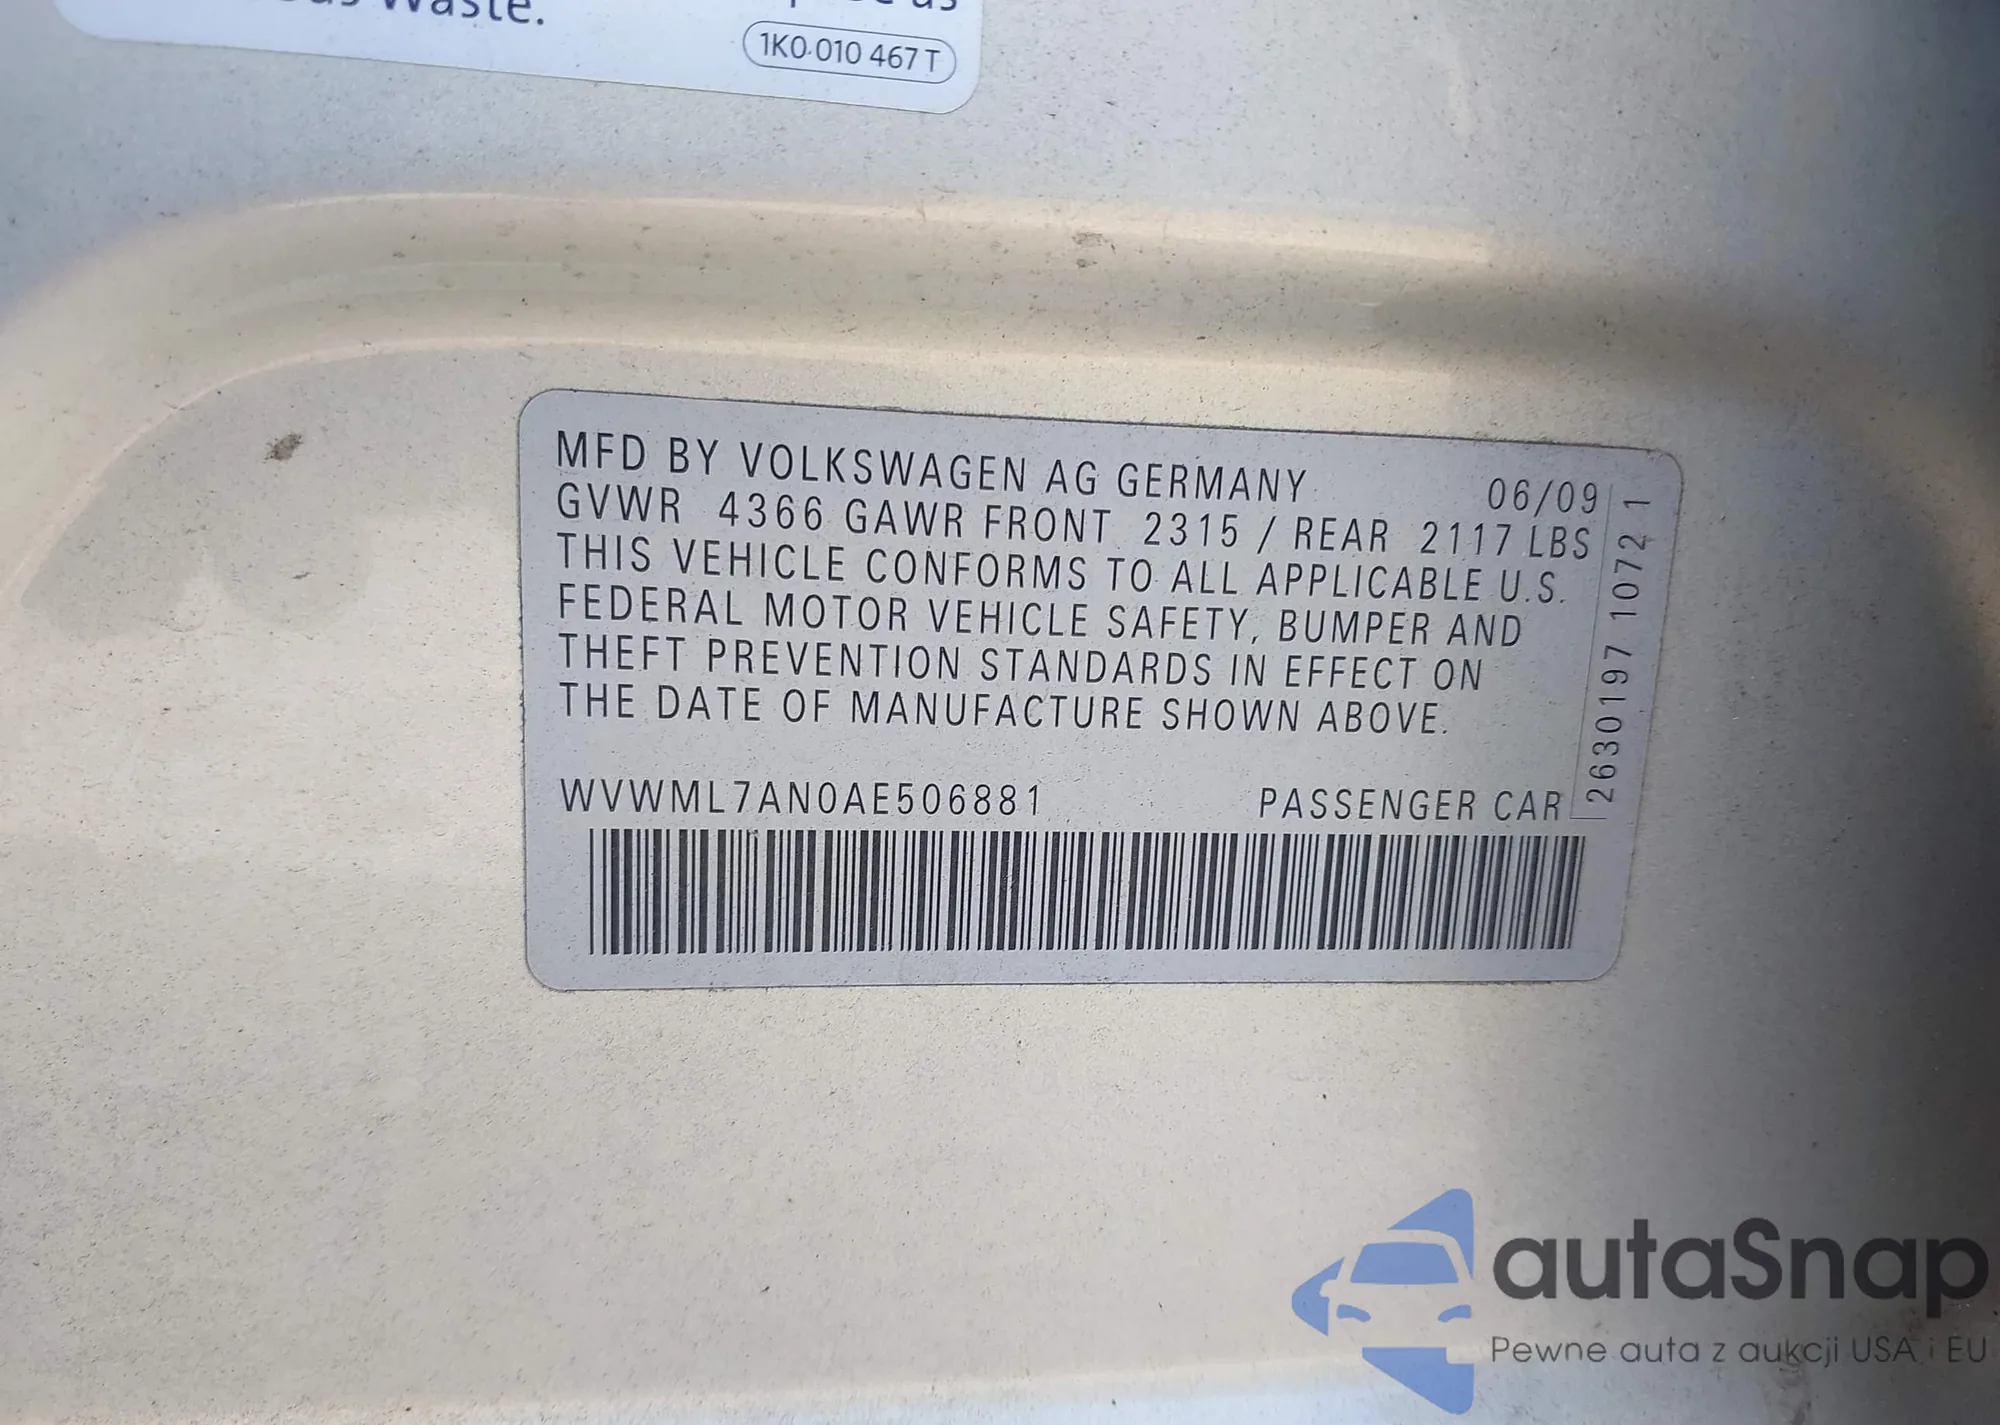 Waste.
us
1K0 010 467 T
MFD BY VOLKSWAGEN AG GERMANY 06/09
GVWR 4366 GAWR FRONT 2315 / REAR 2117 LBS
THIS VEHICLE CONFORMS TO ALL APPLICABLE U.S.
FEDERAL MOTOR VEHICLE SAFETY, BUMPER AND
THEFT PREVENTION STANDARDS IN EFFECT ON
THE DATE OF MANUFACTURE SHOWN ABOVE.
WVWML7AN0AE506881 PASSENGER CAR
2630197 1072 1
autaSnap
Pewne auta z aukcji USA i EU